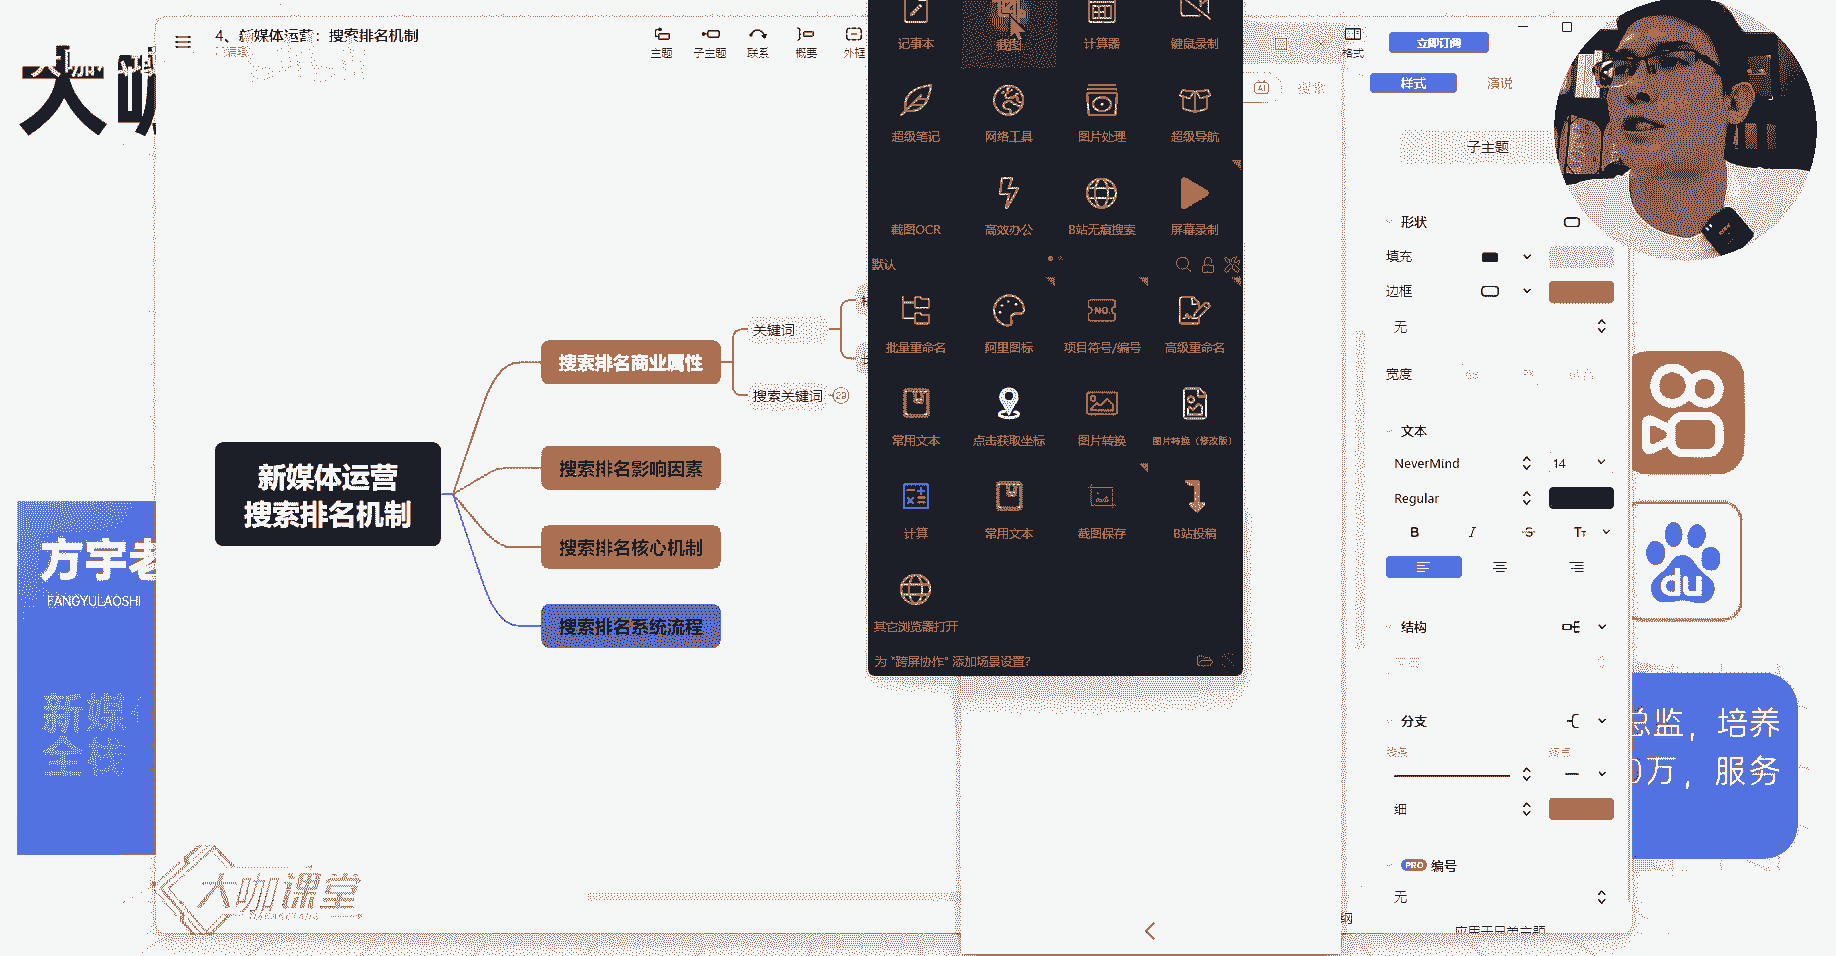 4、新媒体运营：搜索排名机制
主题
子主题
联系
概要
外框
格式
立即订阅
样式
演说
搜索
子主题
形状
填充
边框
无
宽度
文本
NeverMind
14
Regular
B
I
S
Tт
结构
分支
细
PRO 编号
无
大咖
方宇老
FANGYULAOSHI
新媒
全栈
新媒体运营
搜索排名机制
搜索排名商业属性
关键词
搜索关键词
29
搜索排名影响因素
搜索排名核心机制
搜索排名系统流程
记事本
截图
计算器
键鼠录制
超级笔记
网络工具
图片处理
超级导航
截图OCR
高效办公
B站无痕搜索
屏幕录制
默认
批量重命名
阿里图标
NO.
项目符号/编号
高级重命名
常用文本
点击获取坐标
图片转换
图片转换（修改版）
计算
常用文本
截图保存
B站投稿
其它浏览器打开
为 "跨屏协作" 添加场景设置?
du
总监，培养
0万，服务
大咖课堂